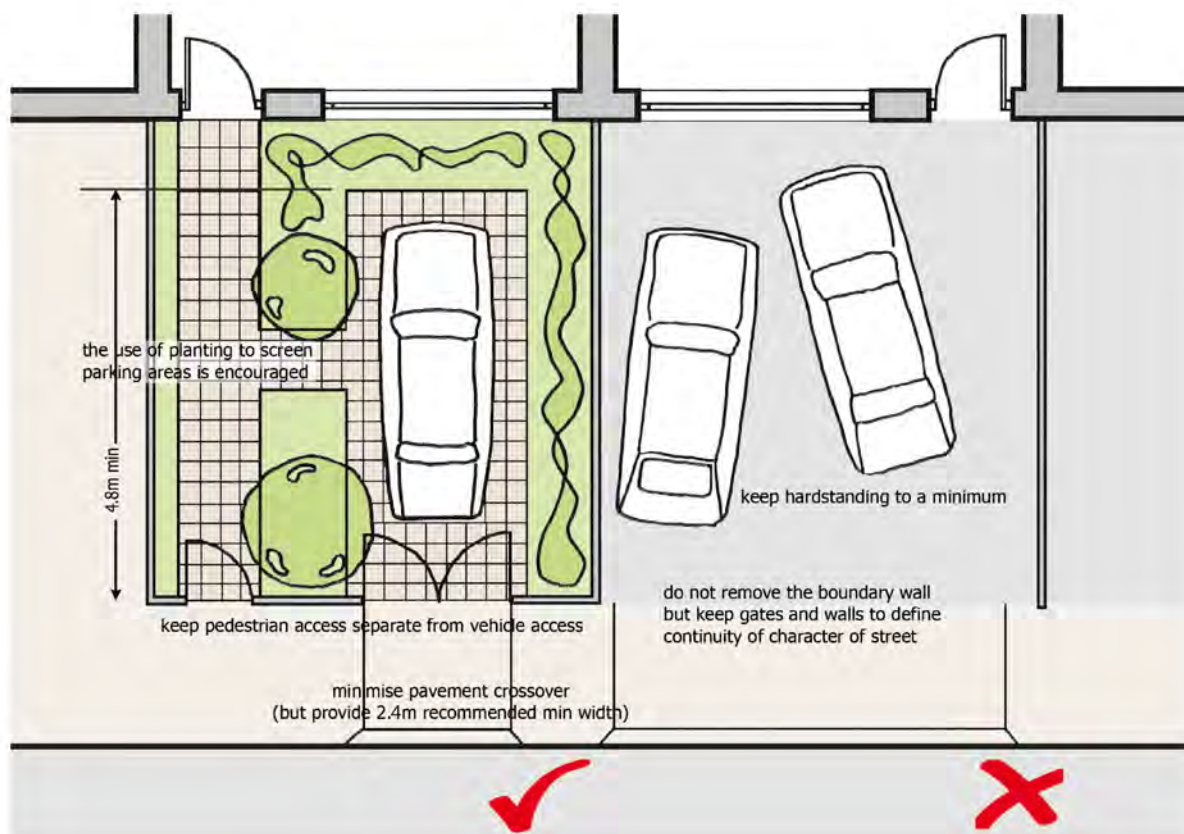 the use of planting to screen
parking areas is encouraged
4.8m min
keep hardstanding to a minimum
do not remove the boundary wall
but keep gates and walls to define
continuity of character of street
keep pedestrian access separate from vehicle access
minimise pavement crossover
(but provide 2.4m recommended min width)